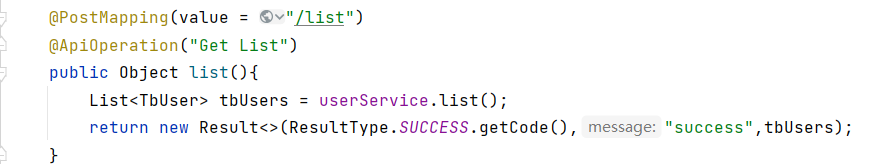 @PostMapping(value = "/list")
@ApiOperation("Get List")
public Object list(){
List<TbUser> tbUsers = userService.list();
return new Result<>(ResultType.SUCCESS.getCode(), message: "success",tbUsers);
}